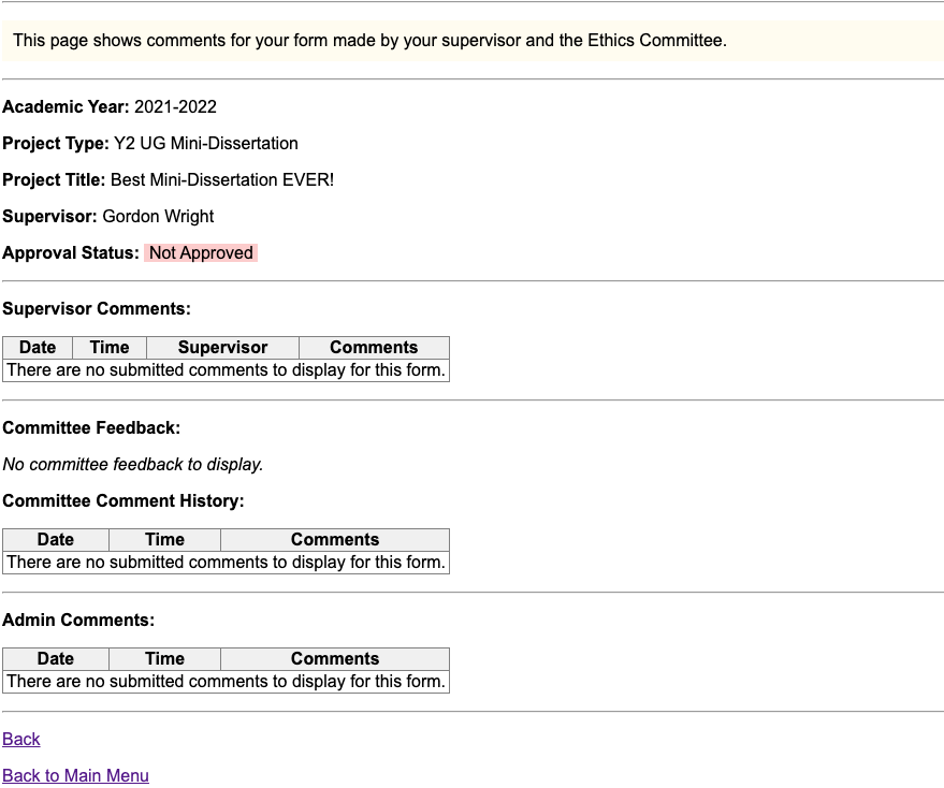 This page shows comments for your form made by your supervisor and the Ethics Committee.
Academic Year: 2021-2022
Project Type: Y2 UG Mini-Dissertation
Project Title: Best Mini-Dissertation EVER!
Supervisor: Gordon Wright
Approval Status: Not Approved
Supervisor Comments:
Date Time Supervisor Comments
There are no submitted comments to display for this form.
Committee Feedback:
No committee feedback to display.
Committee Comment History:
Date Time Comments
There are no submitted comments to display for this form.
Admin Comments:
Date Time Comments
There are no submitted comments to display for this form.
Back
Back to Main Menu